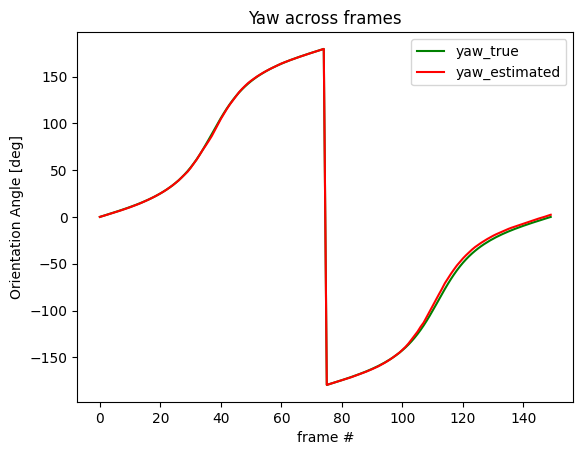 Yaw across frames
yaw_true
yaw_estimated
Orientation Angle [deg]
150
100
50
0
−50
−100
−150
0 20 40 60 80 100 120 140
frame #